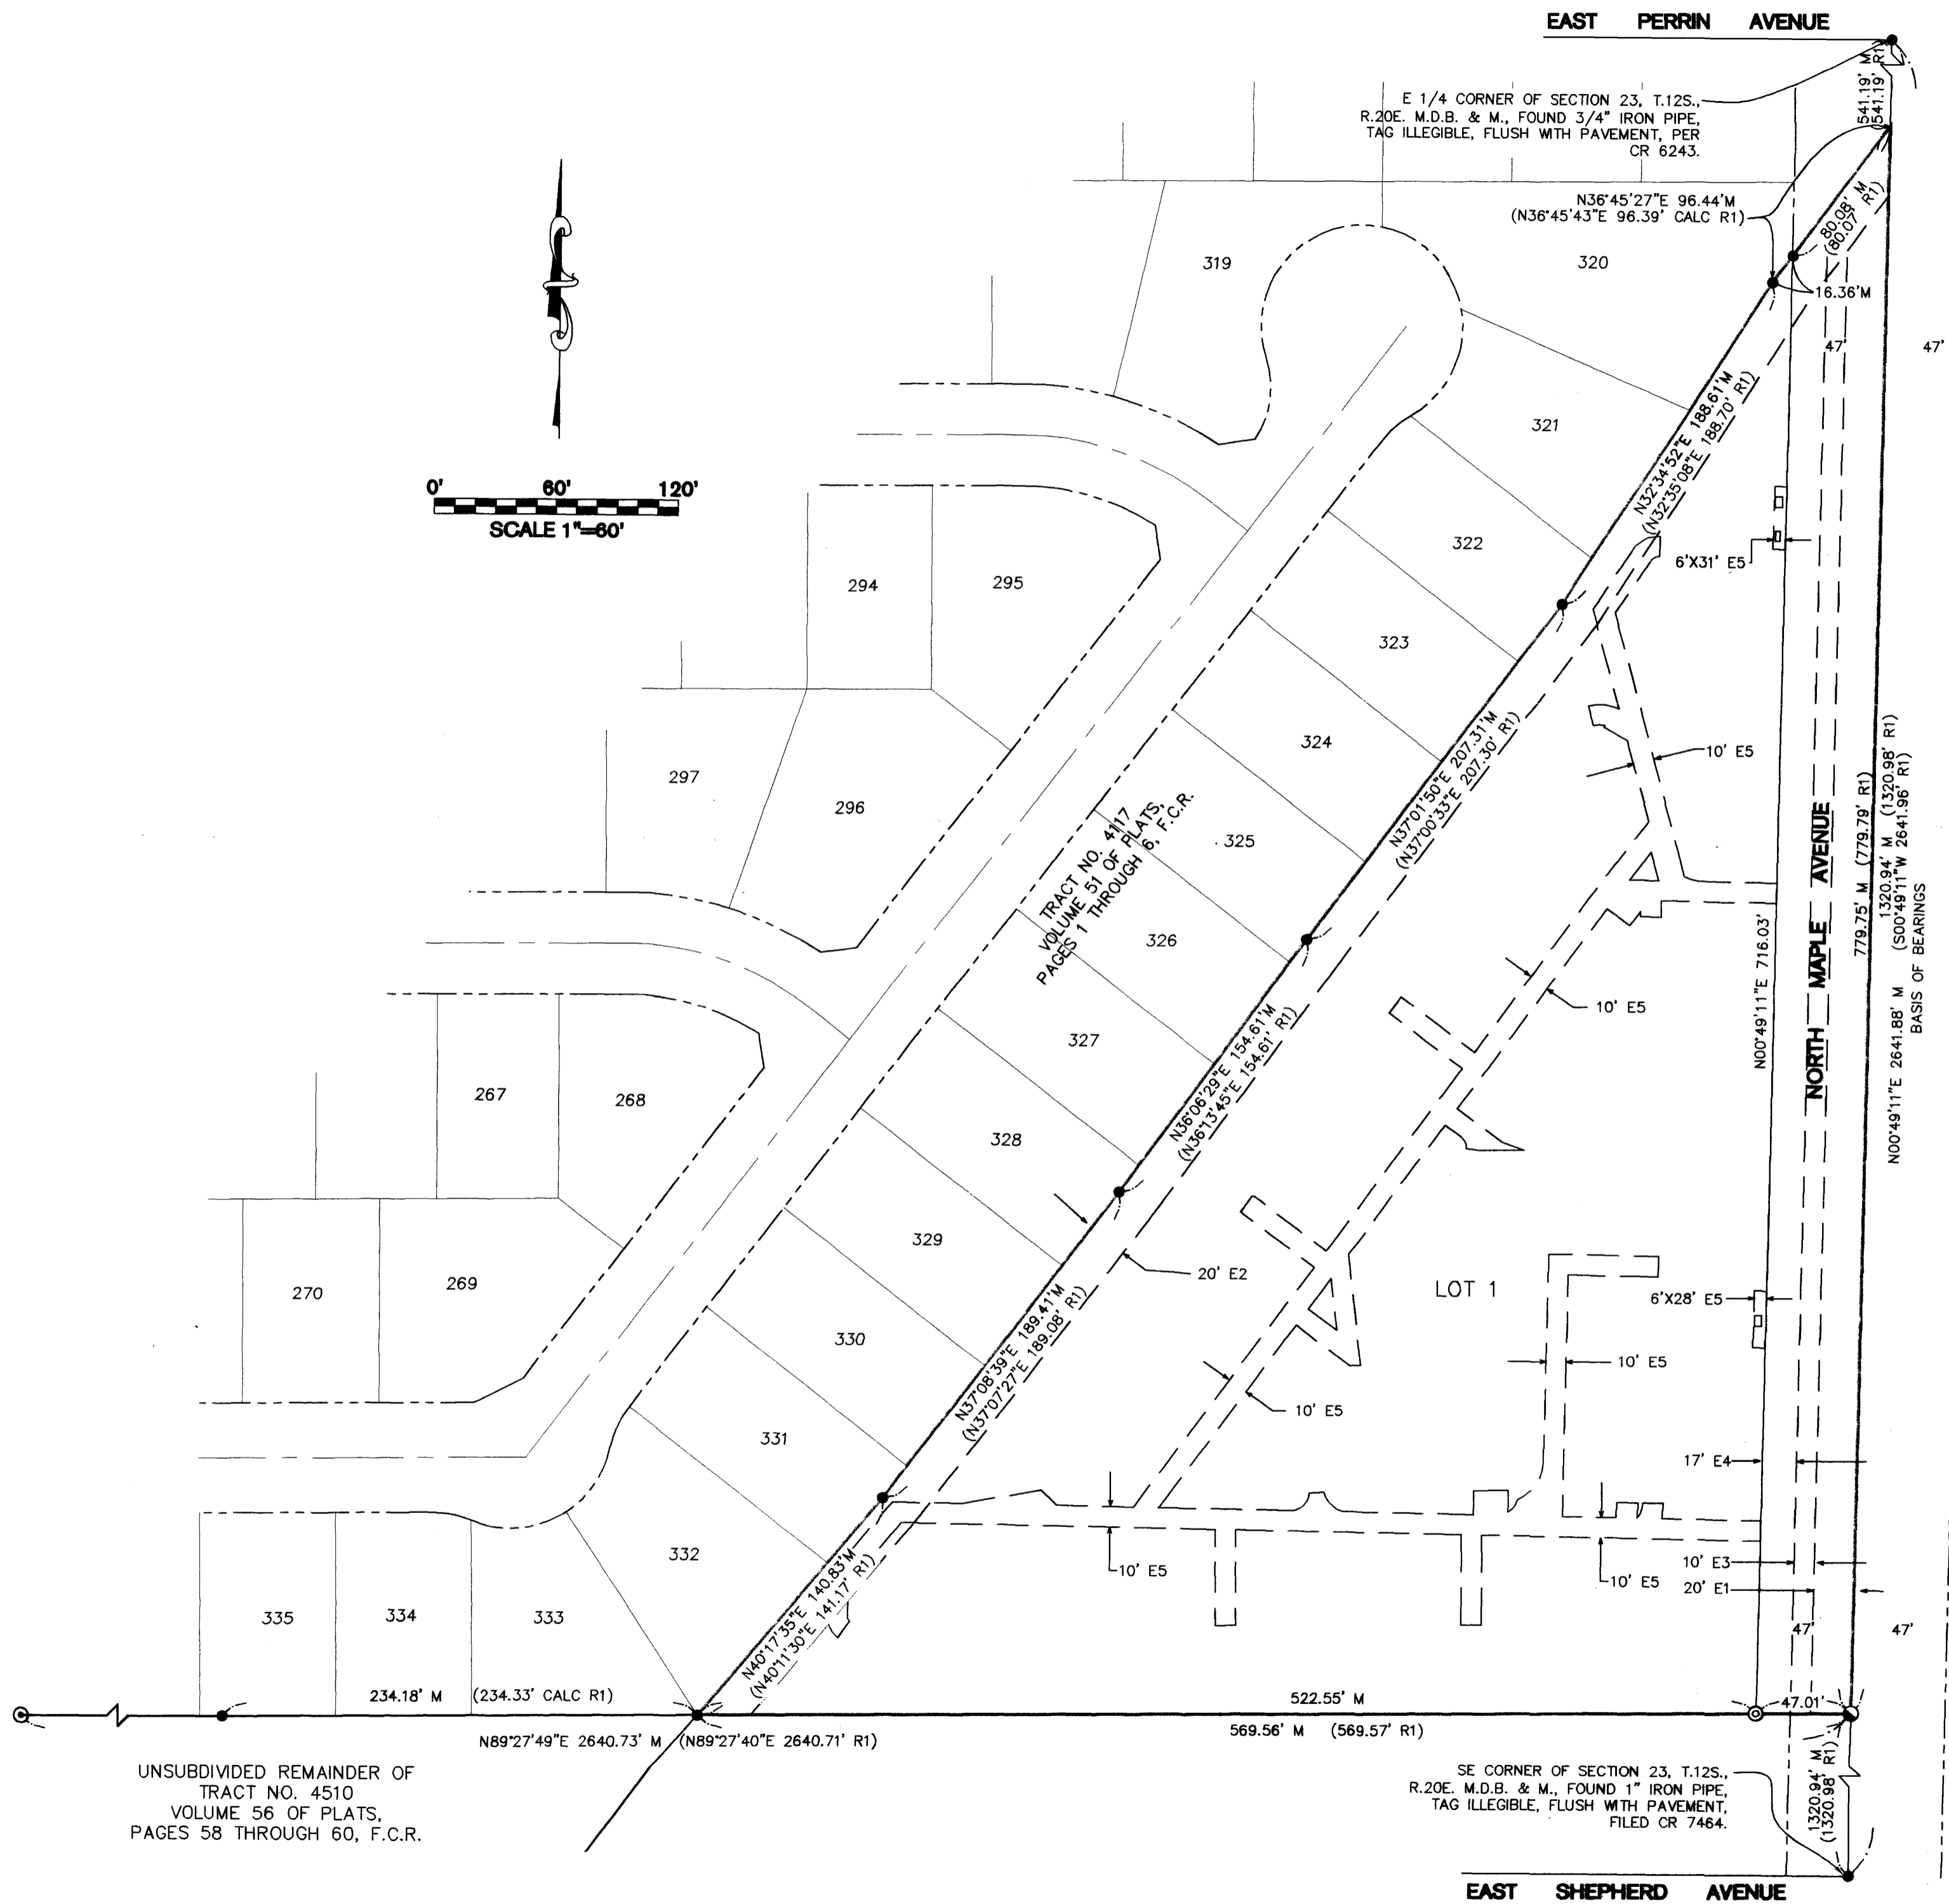 EAST PERRIN AVENUE
541.19' M
(541.19' R1)
E 1/4 CORNER OF SECTION 23, T.12S.,
R.20E. M.D.B. & M., FOUND 3/4" IRON PIPE,
TAG ILLEGIBLE, FLUSH WITH PAVEMENT, PER
CR 6243.
N36°45'27"E 96.44'M
(N36°45'43"E 96.39' CALC R1)
80.08' M
(80.07' R1)
16.36'M
319
320
47'
47'
0' 60' 120'
SCALE 1"=60'
321
N32°34'52"E 188.61'M
(N32°35'08"E 188.70' R1)
322
6'X31' E5
294
295
323
324
N37°01'50"E 207.31'M
(N37°00'33"E 207.30' R1)
10' E5
297
296
TRACT NO. 4117
VOLUME 51 OF PLATS,
PAGES 1 THROUGH 6, F.C.R.
325
326
N00°49'11"E 716.03'
NORTH MAPLE AVENUE
779.75' M (779.79' R1)
1320.94' M (1320.98' R1)
N00°49'11"E 2641.88' M (S00°49'11"W 2641.96' R1)
BASIS OF BEARINGS
10' E5
327
N36°06'29"E 154.61'M
(N36°13'45"E 154.61' R1)
267
268
328
329
20' E2
270
269
LOT 1
6'X28' E5
330
N37°08'39"E 189.41'M
(N37°07'27"E 189.08' R1)
10' E5
10' E5
331
17' E4
332
N40°17'35"E 140.83'M
(N40°11'30"E 141.17' R1)
10' E5
10' E5
10' E3
20' E1
335
334
333
47'
47'
234.18' M (234.33' CALC R1)
522.55' M
47.01'
N89°27'49"E 2640.73' M (N89°27'40"E 2640.71' R1)
569.56' M (569.57' R1)
UNSUBDIVIDED REMAINDER OF
TRACT NO. 4510
VOLUME 56 OF PLATS,
PAGES 58 THROUGH 60, F.C.R.
SE CORNER OF SECTION 23, T.12S.,
R.20E. M.D.B. & M., FOUND 1" IRON PIPE,
TAG ILLEGIBLE, FLUSH WITH PAVEMENT,
FILED CR 7464.
1320.94' M
(1320.98' R1)
EAST SHEPHERD AVENUE